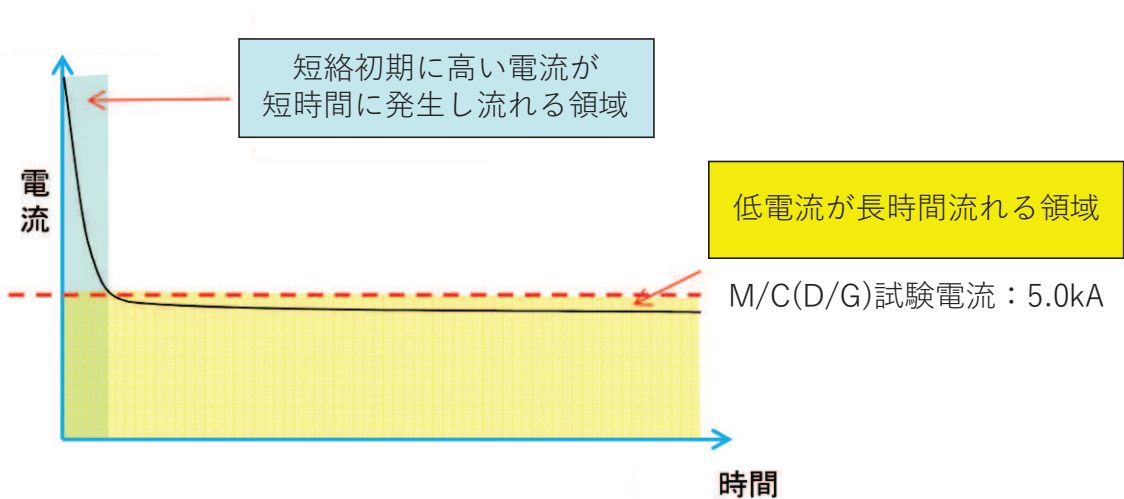 短絡初期に高い電流が
短時間に発生し流れる領域
電流
低電流が長時間流れる領域
M/C(D/G)試験電流：5.0kA
時間